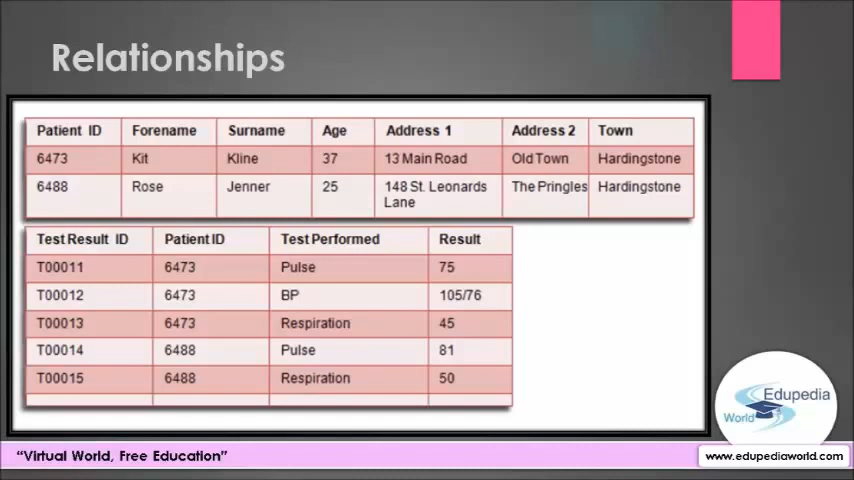 Relationships
Patient ID Forename Surname Age Address 1 Address 2 Town
6473 Kit Kline 37 13 Main Road Old Town Hardingstone
6488 Rose Jenner 25 148 St. Leonards Lane The Pringles Hardingstone
Test Result ID Patient ID Test Performed Result
T00011 6473 Pulse 75
T00012 6473 BP 105/76
T00013 6473 Respiration 45
T00014 6488 Pulse 81
T00015 6488 Respiration 50
Edupedia
World
“Virtual World, Free Education”
www.edupediaworld.com